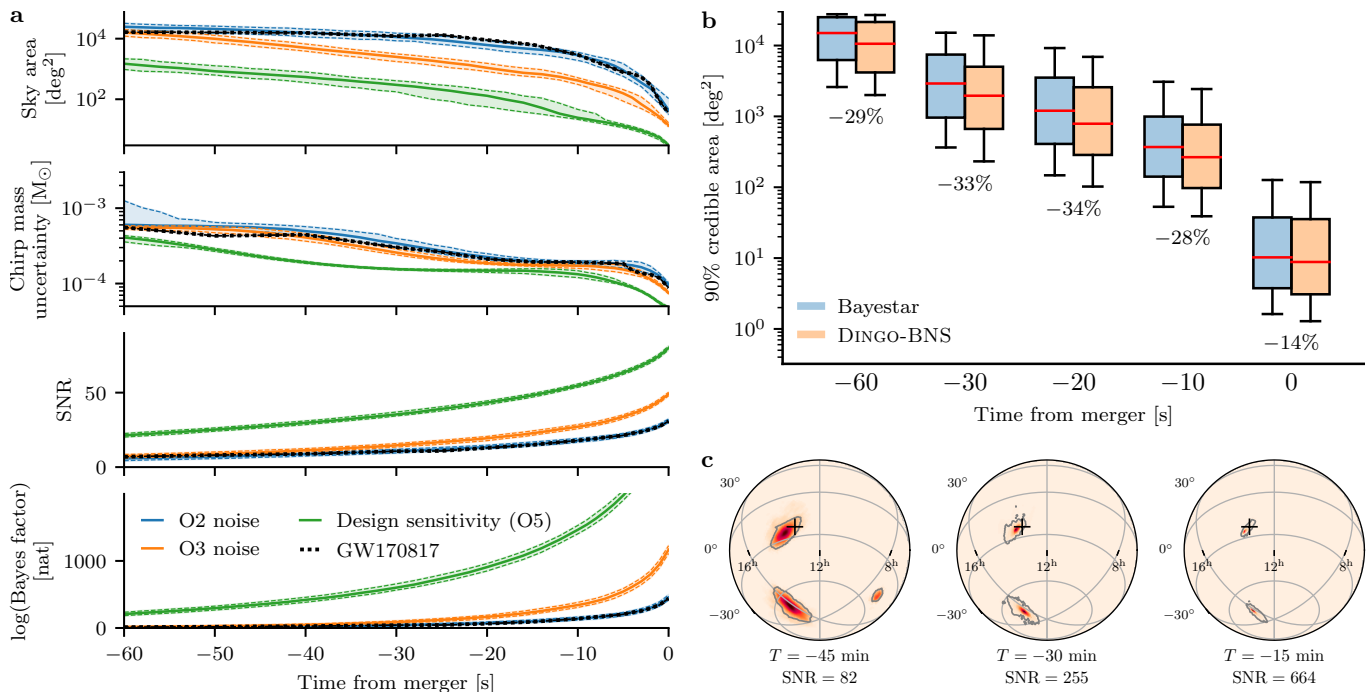 a
Sky area
[deg²]
10⁴
10²
Chirp mass
uncertainty [M⊙]
10⁻³
10⁻⁴
SNR
50
0
log(Bayes factor)
[nat]
1000
0
O2 noise
O3 noise
Design sensitivity (O5)
GW170817
−60 −50 −40 −30 −20 −10 0
Time from merger [s]
b
90% credible area [deg²]
10⁴
10³
10²
10¹
10⁰
−29%
−33%
−34%
−28%
−14%
Bayestar
DINGO-BNS
−60 −30 −20 −10 0
Time from merger [s]
c
30°
0°
−30°
16ʰ 12ʰ 8ʰ
T = −45 min
SNR = 82
30°
0°
−30°
16ʰ 12ʰ 8ʰ
T = −30 min
SNR = 255
30°
0°
−30°
16ʰ 12ʰ 8ʰ
T = −15 min
SNR = 664